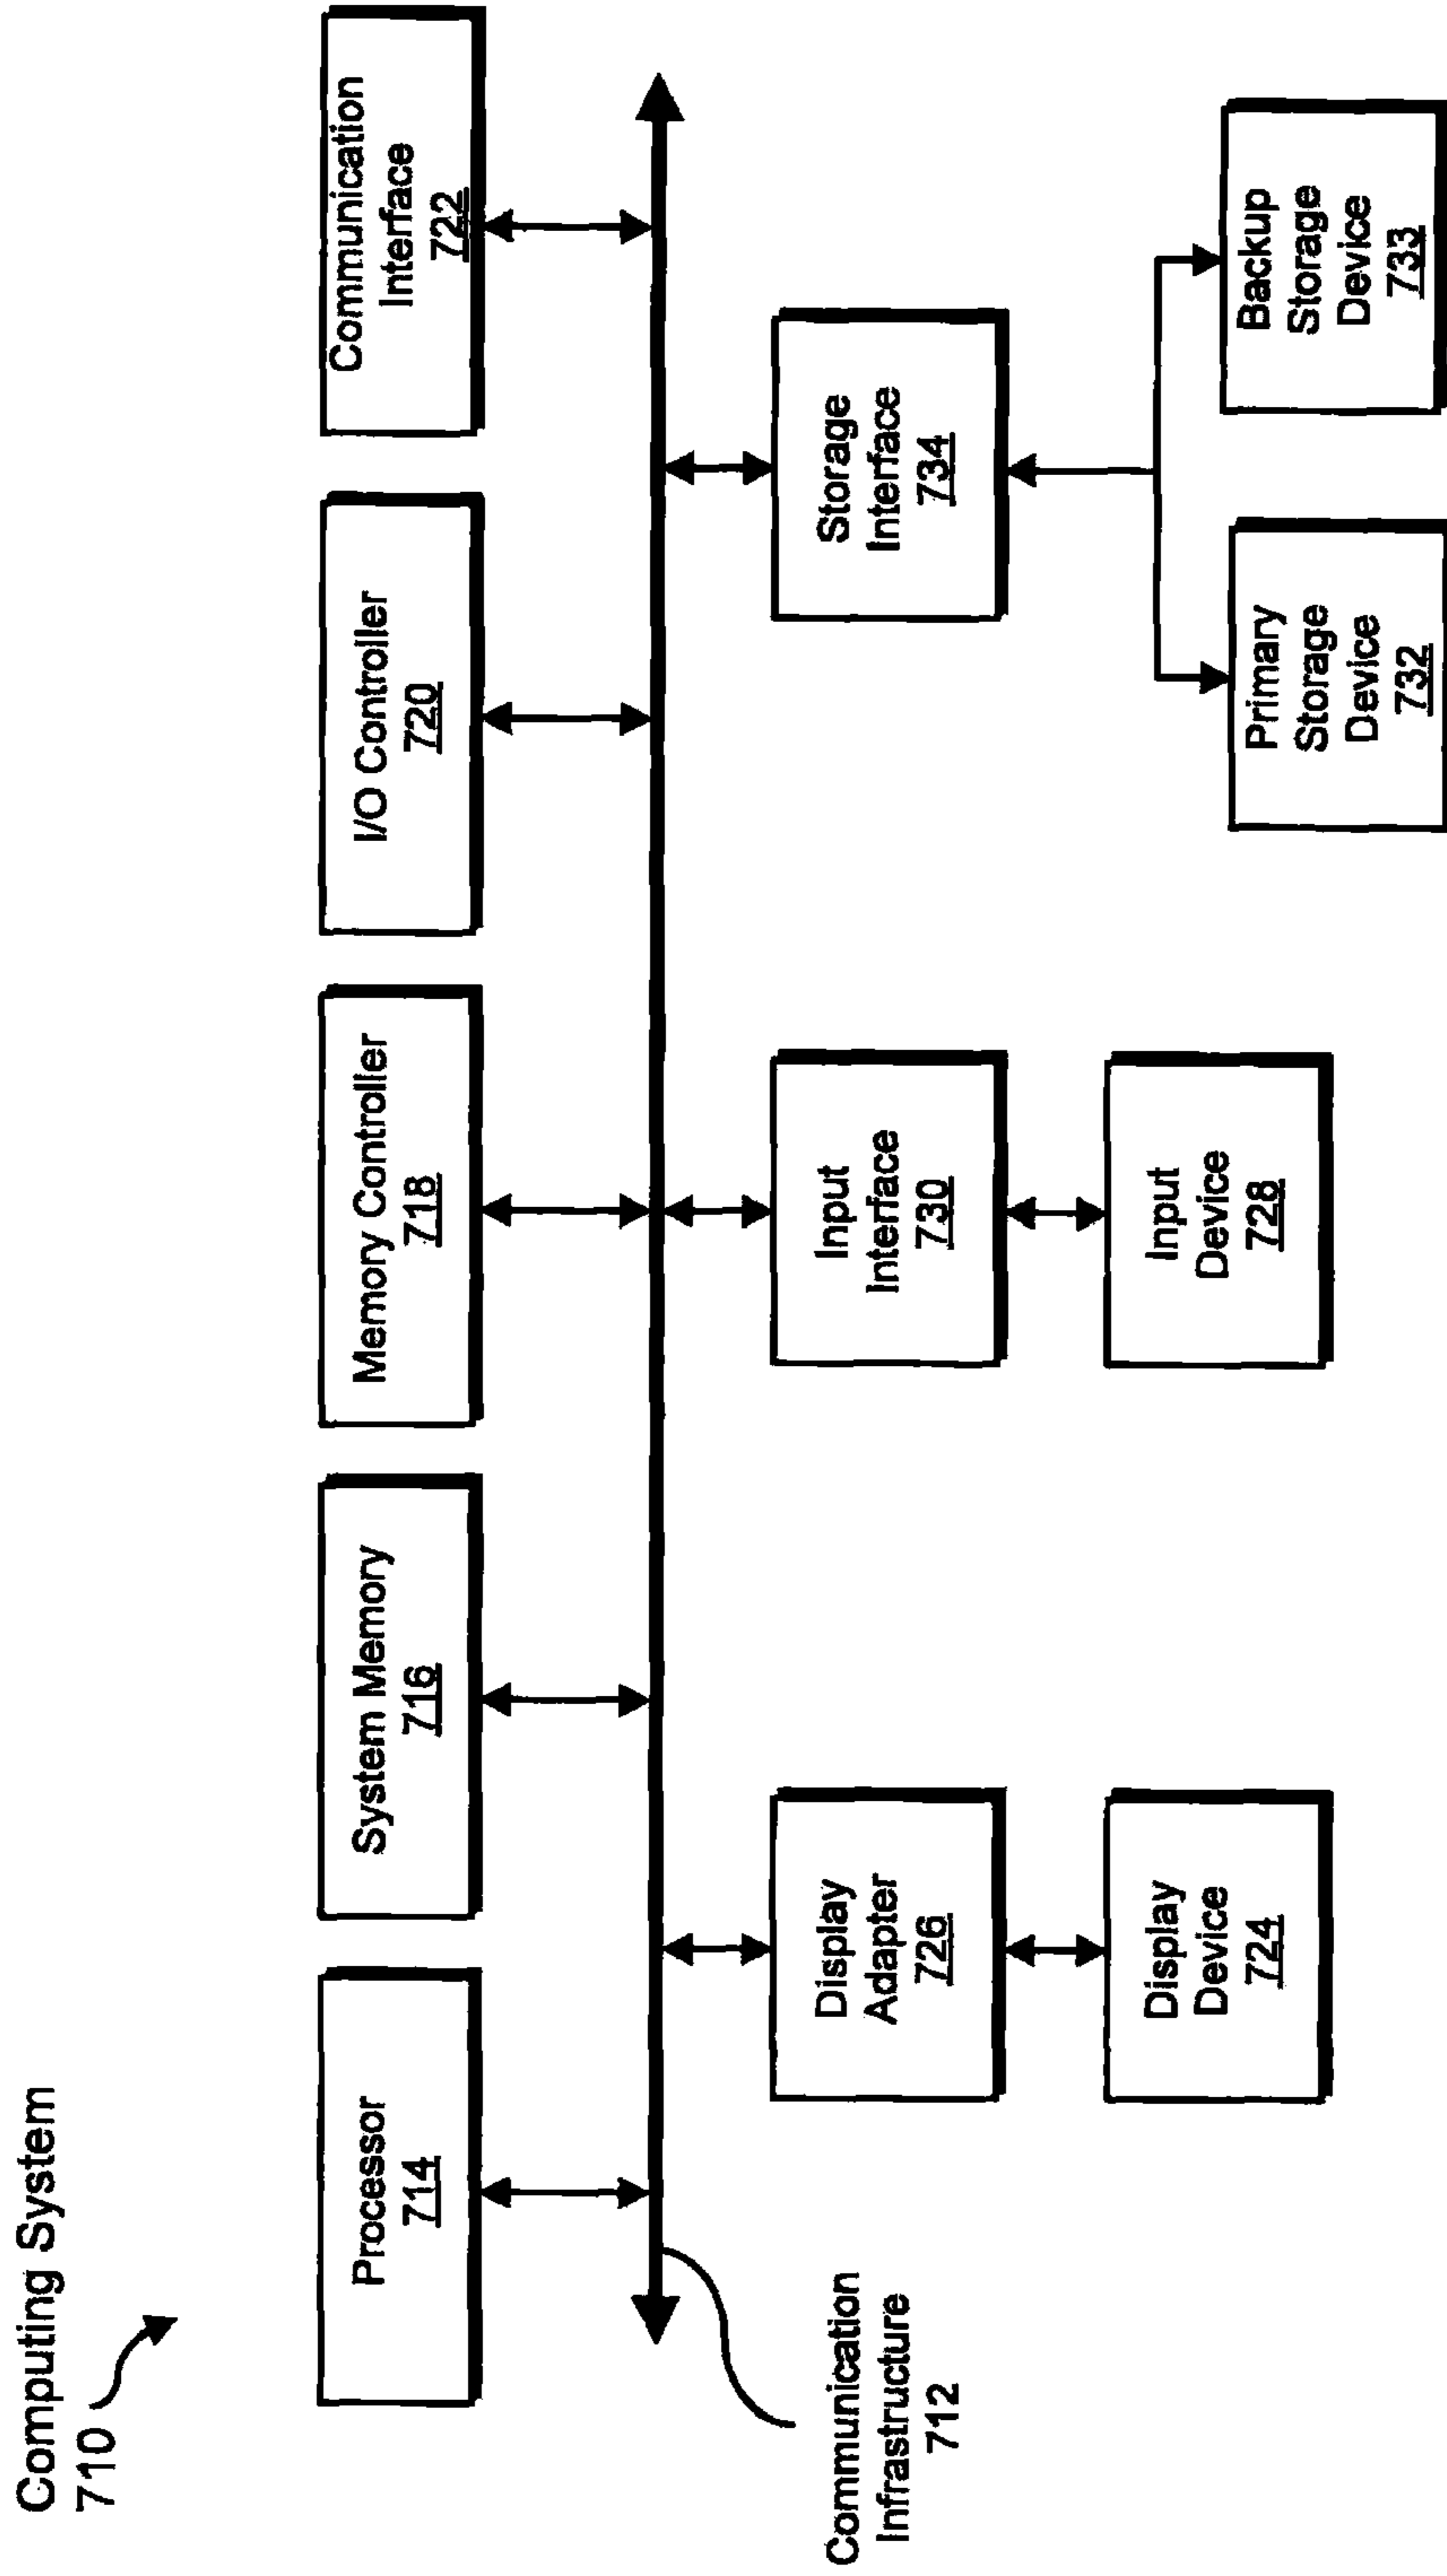 Computing System
710
Processor
714
System Memory
716
Memory Controller
718
I/O Controller
720
Communication
Interface
722
Communication
Infrastructure
712
Display
Adapter
726
Input
Interface
730
Storage
Interface
734
Display
Device
724
Input
Device
728
Primary
Storage
Device
732
Backup
Storage
Device
733